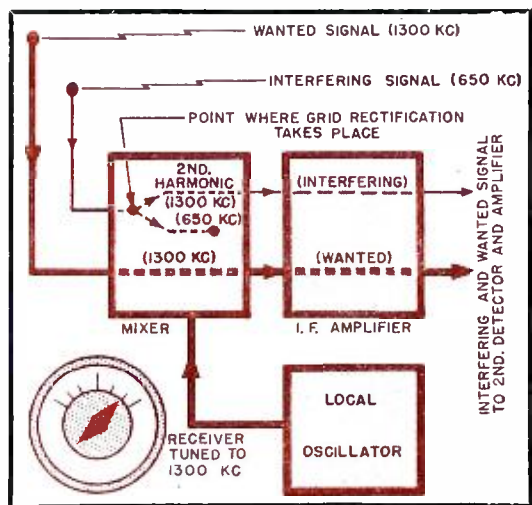 WANTED SIGNAL (1300 KC)
INTERFERING SIGNAL (650 KC)
POINT WHERE GRID RECTIFICATION
TAKES PLACE
2ND.
HARMONIC
(1300 KC)
(650 KC)
(INTERFERING)
(1300 KC)
(WANTED)
MIXER
I.F. AMPLIFIER
INTERFERING AND WANTED SIGNAL
TO 2ND. DETECTOR AND AMPLIFIER
RECEIVER
TUNED TO
1300 KC
LOCAL
OSCILLATOR